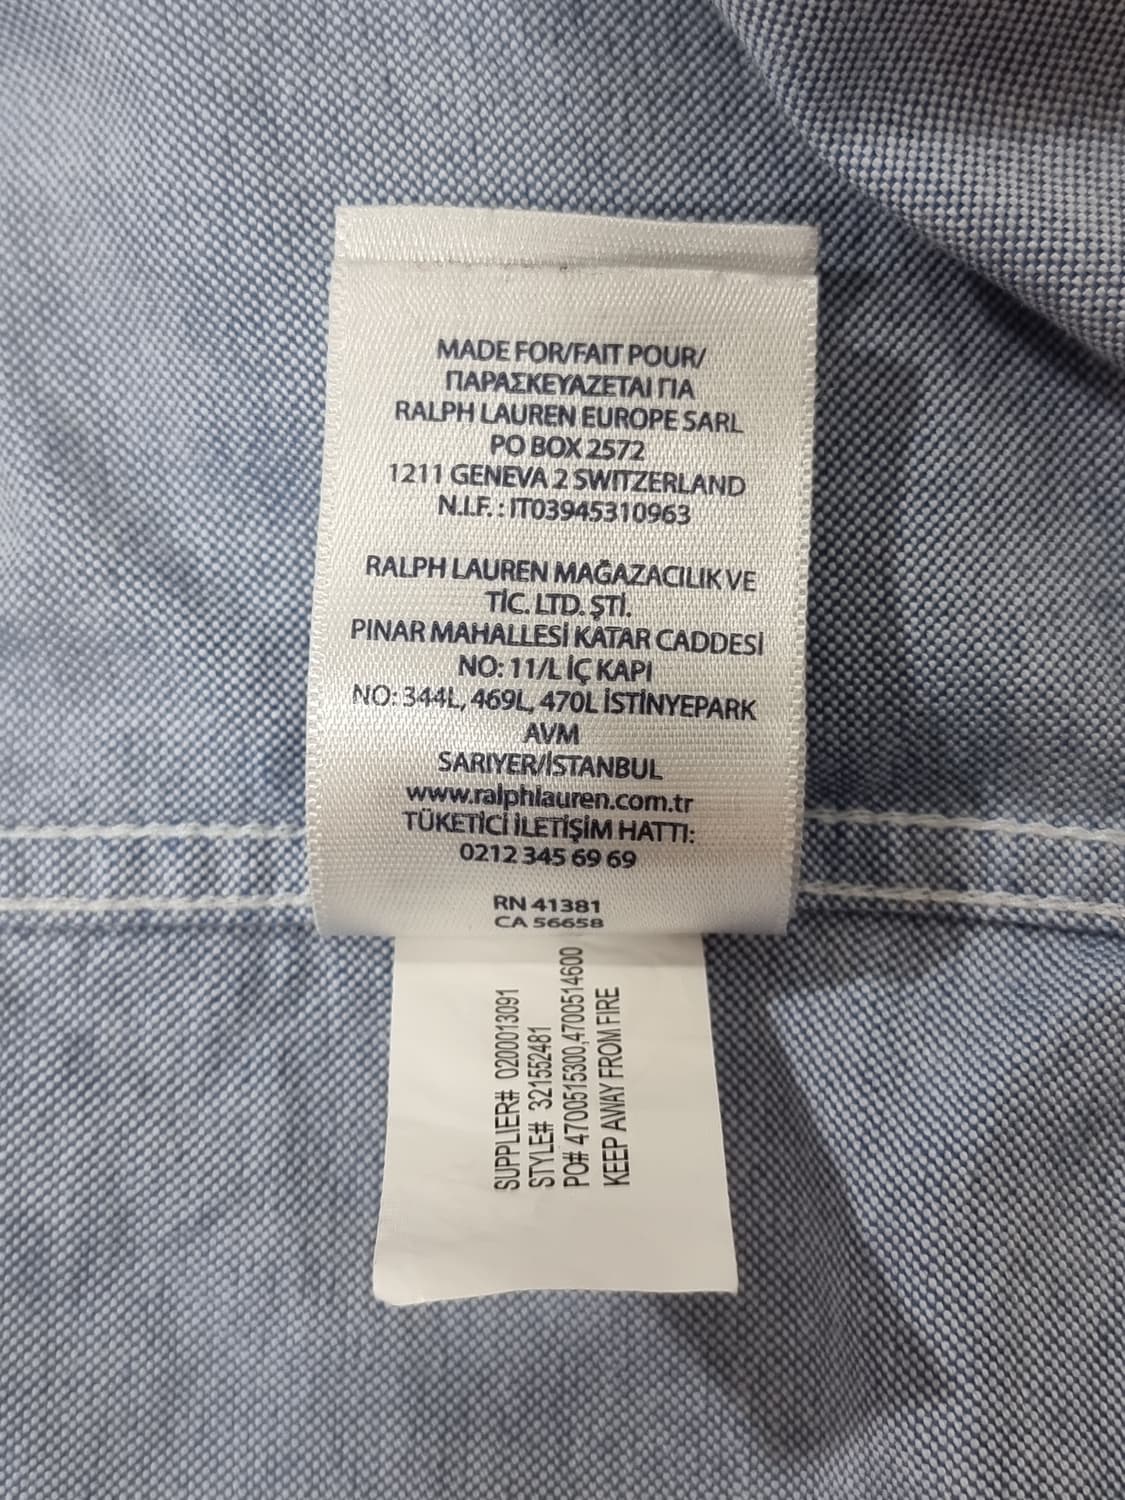 MADE FOR/FAIT POUR/
ΠΑΡΑΣΚΕΥΑΖΕΤΑΙ ΓΙΑ
RALPH LAUREN EUROPE SARL
PO BOX 2572
1211 GENEVA 2 SWITZERLAND
N.I.F. : IT03945310963
RALPH LAUREN MAĞAZACILIK VE
TİC. LTD. ŞTİ.
PINAR MAHALLESİ KATAR CADDESİ
NO: 11/L İÇ KAPI
NO: 344L, 469L, 470L İSTİNYEPARK
AVM
SARIYER/İSTANBUL
www.ralphlauren.com.tr
TÜKETİCİ İLETİŞİM HATTI:
0212 345 69 69
RN 41381
CA 56658
SUPPLIER# 0200013091
STYLE# 321552481
PO# 4700515300,4700514600
KEEP AWAY FROM FIRE